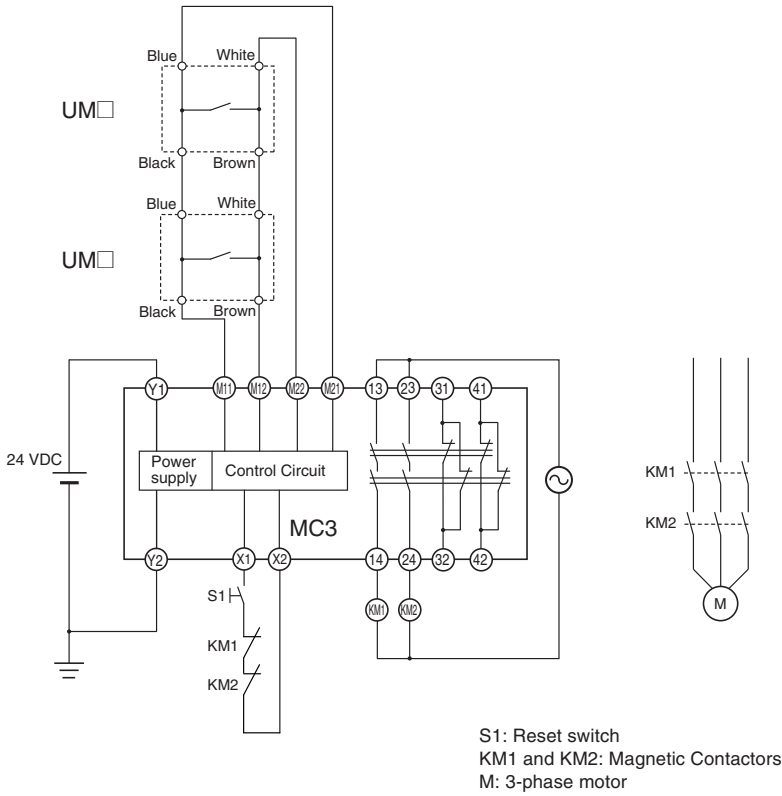 Blue White
UM□
Black Brown
Blue White
UM□
Black Brown
Y1 M11 M12 M22 M21 13 23 31 41
24 VDC
Power supply
Control Circuit
MC3
Y2 X1 X2 14 24 32 42
S1
KM1 KM2
KM1
KM2
KM1
KM2
M
S1: Reset switch
KM1 and KM2: Magnetic Contactors
M: 3-phase motor